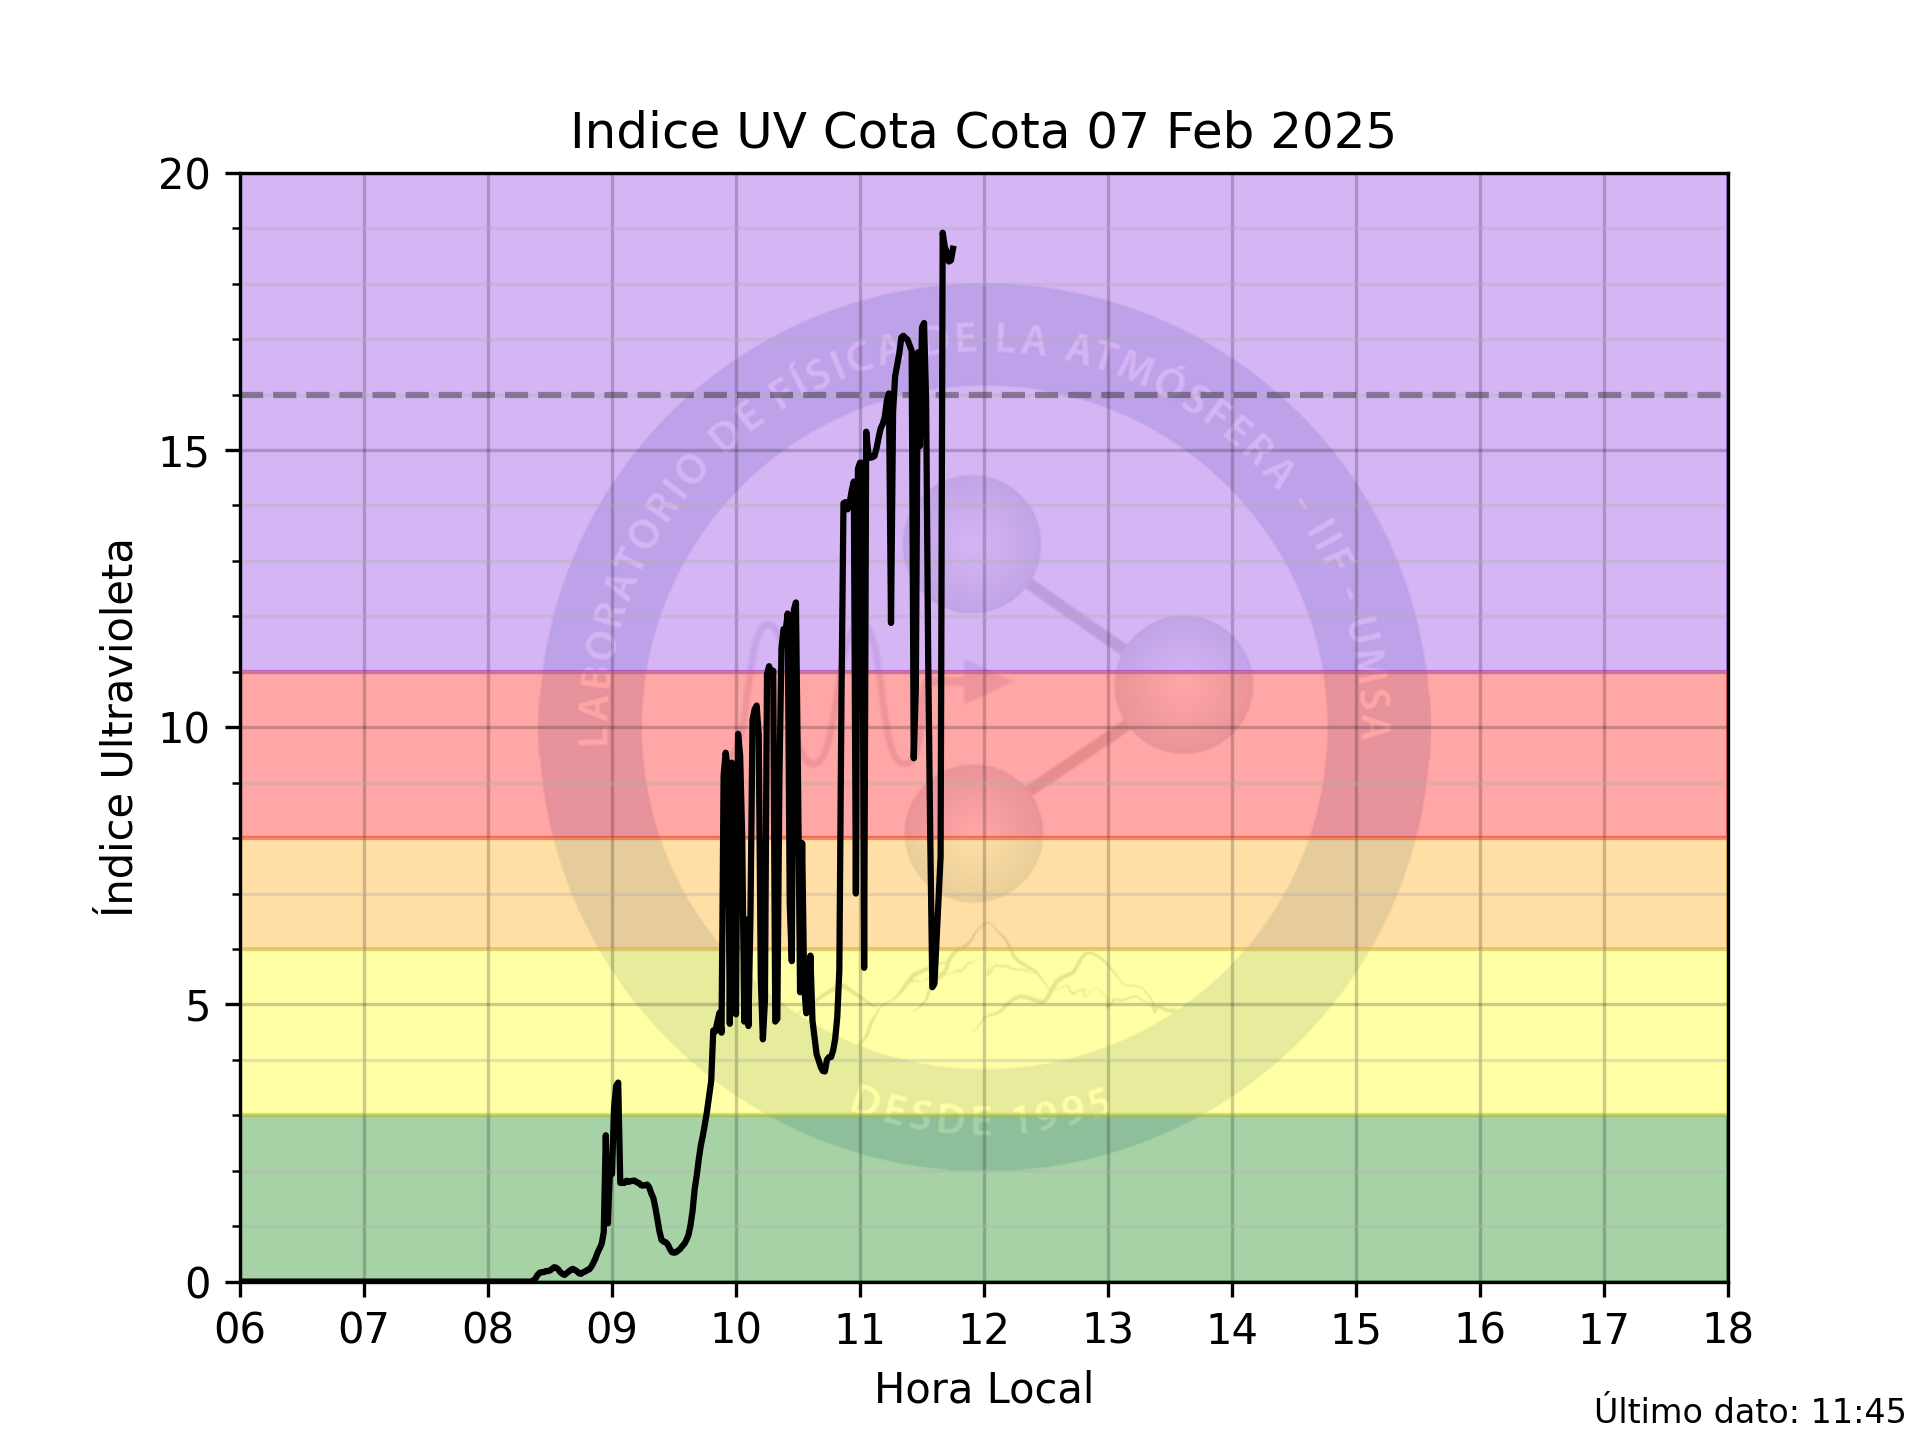 Indice UV Cota Cota 07 Feb 2025
20
15
10
5
0
Índice Ultravioleta
LABORATORIO DE FÍSICA DE LA ATMÓSFERA - IIF - UMSA
DESDE 1995
06 07 08 09 10 11 12 13 14 15 16 17 18
Hora Local
Último dato: 11:45